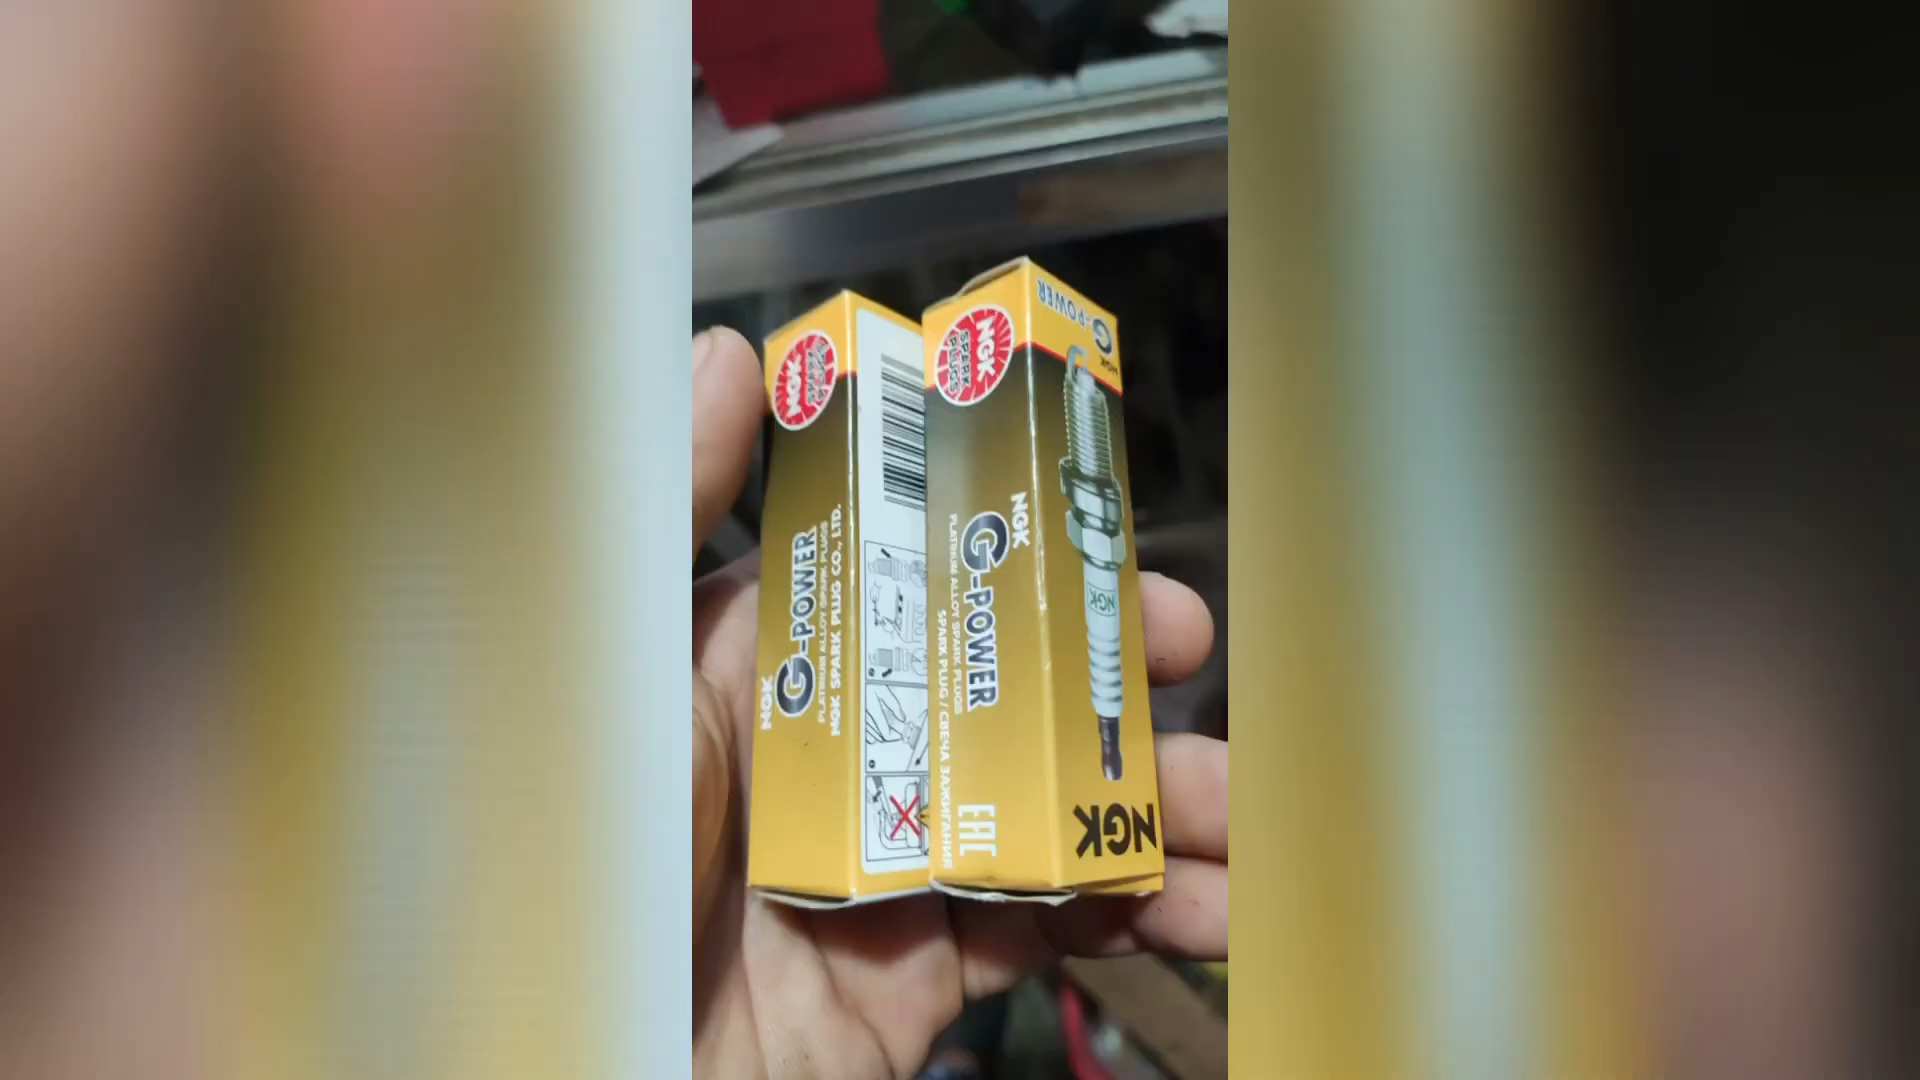 NGK
SPARK
PLUGS
NGK
G-POWER
PLATINUM ALLOY SPARK PLUGS
NGK SPARK PLUG CO., LTD.
NGK
SPARK
PLUGS
NGK
G-POWER
PLATINUM ALLOY SPARK PLUGS
SPARK PLUG / СВЕЧА ЗАЖИГАНИЯ
EAC
NGK
G-POWER
NGK
NGK